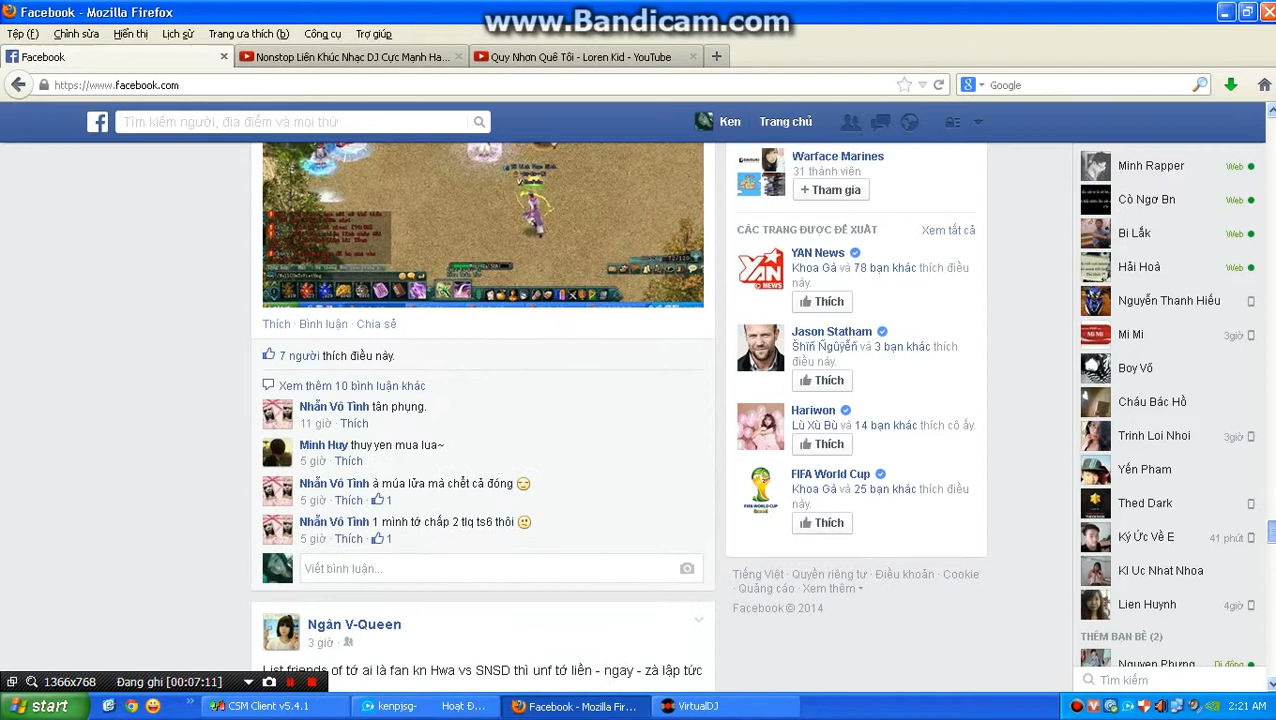 Facebook - Mozilla Firefox
www.Bandicam.com
Tệp (F) Chỉnh sửa Hiển thị Lịch sử Trang ưa thích (b) Công cụ Trợ giúp
Facebook × Nonstop Liên Khúc Nhạc DJ Cực Mạnh Ha... × Quy Nhơn Quê Tôi - Loren Kid - YouTube × +
https://www.facebook.com Google
Tìm kiếm người, địa điểm và mọi thứ Ken Trang chủ
Warface Marines
31 thành viên
+ Tham gia
CÁC TRANG ĐƯỢC ĐỀ XUẤT Xem tất cả
YAN News
Khoa Gà và 78 bạn khác thích điều
này.
Thích
Jason Statham
Shin Nguyễn và 3 bạn khác thích
điều này.
Thích
Hariwon
Lù Xù Bù và 14 bạn khác thích cô ấy.
Thích
FIFA World Cup
Khoa Gà và 25 bạn khác thích điều
này.
Thích
Tiếng Việt · Quyền riêng tư · Điều khoản · Cookie
· Quảng cáo · Xem thêm
Facebook © 2014
Thích · Bình luận · Chia sẻ
7 người thích điều này.
Xem thêm 10 bình luận khác
Nhẫn Vô Tình tân phụng.
11 giờ · Thích
Minh Huy thuy yen mua lua~
5 giờ · Thích
Nhẫn Vô Tình à múa lửa mà chết cả đóng
5 giờ · Thích · 1
Nhẫn Vô Tình 1 mình tớ chấp 2 bt ts6 thôi
5 giờ · Thích · 1
Viết bình luận...
Ngân V-Queen
3 giờ ·
List friends of tớ ai là fan kn Hwa vs SNSD thì unf tớ liền - ngay - zà lập tức
Minh Rapper Web
Cô Ngơ Bn Web
Bi Lắk Web
Hải Hoà Web
Nguyễn Thanh Hiếu
Mi Mi 3giờ
Boy Vỗ
Cháu Bác Hồ
Trinh Loi Nhoi 3giờ
Yến Pham
Theo Dark
Ký Ức Về E 41 phút
KI Uc Nhat Nhoa
Lien Huynh 4giờ
THÊM BẠN BÈ (2)
Nguyen Phung Di động
Tìm kiếm
1366x768 Đang ghi [00:07:11]
start CSM Client v5.4.1 Hoạt Đ... Facebook - Mozilla Fir... VirtualDJ 2:21 AM